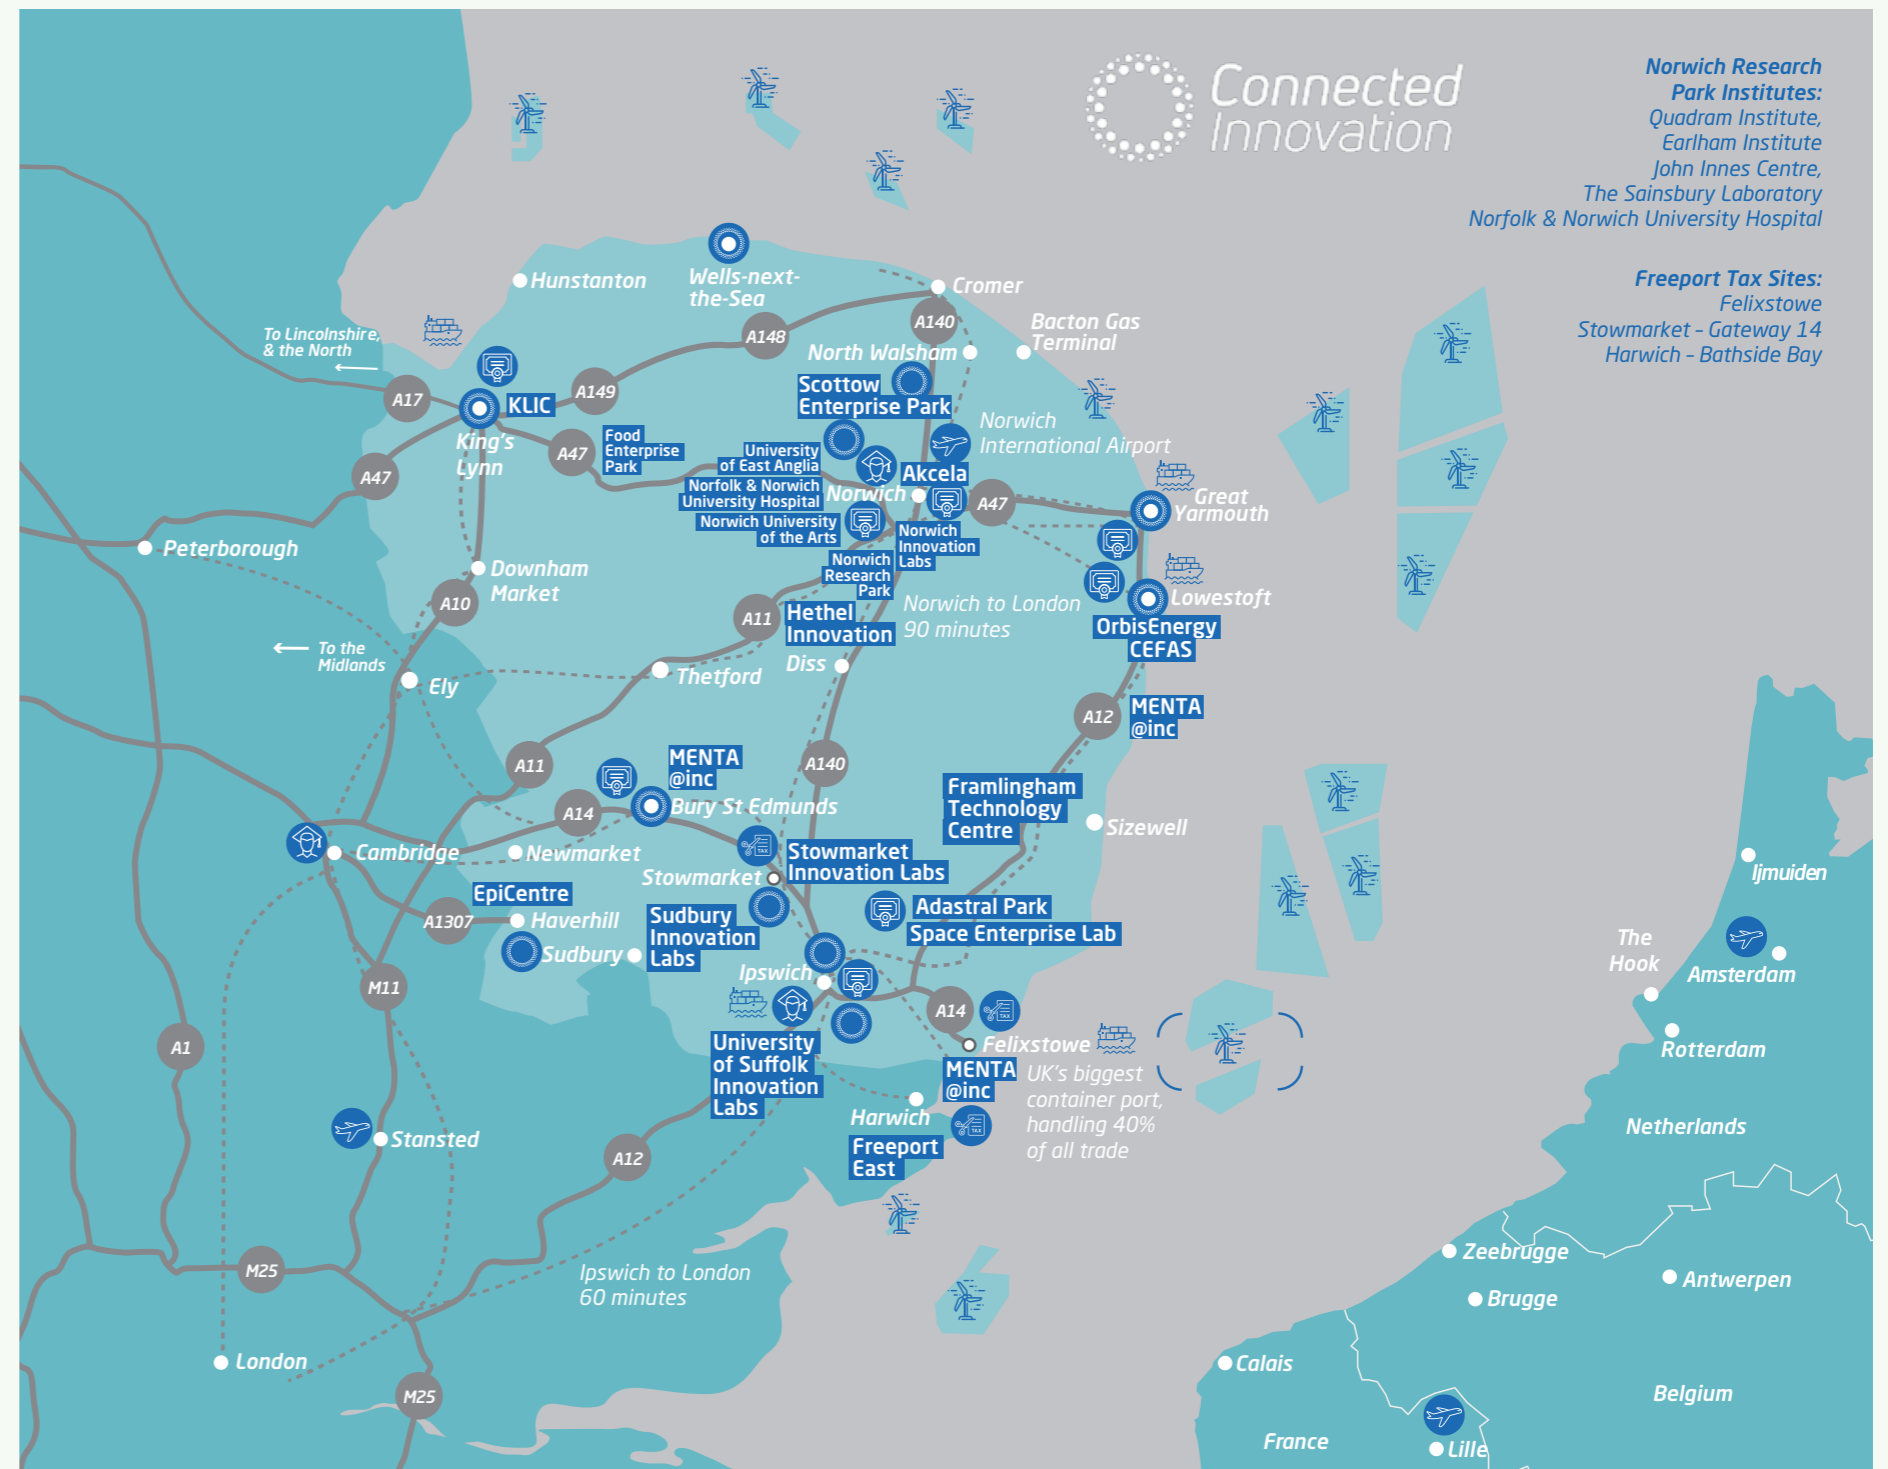 Connected
Innovation
Norwich Research
Park Institutes:
Quadram Institute,
Earlham Institute
John Innes Centre,
The Sainsbury Laboratory
Norfolk & Norwich University Hospital
Freeport Tax Sites:
Felixstowe
Stowmarket - Gateway 14
Harwich - Bathside Bay
Hunstanton
Wells-next-
the-Sea
Cromer
To Lincolnshire,
& the North
A148
A140
Bacton Gas
Terminal
North Walsham
A17
A149
KLIC
Scottow
Enterprise Park
King's
Lynn
A47
A47
Food
Enterprise
Park
University
of East Anglia
Norwich
International Airport
Akcela
Norfolk & Norwich
University Hospital
Norwich
A47
Great
Yarmouth
Norwich University
of the Arts
Norwich
Innovation
Labs
Norwich
Research
Park
Peterborough
Downham
Market
A10
A11
Hethel
Innovation
Norwich to London
90 minutes
Lowestoft
OrbisEnergy
CEFAS
To the
Midlands
Ely
Thetford
Diss
A12
MENTA
@inc
A11
MENTA
@inc
A140
A14
Bury St Edmunds
Framlingham
Technology
Centre
Sizewell
Cambridge
Newmarket
TAX
Stowmarket
Innovation Labs
Stowmarket
EpiCentre
A1307
Haverhill
Sudbury
Sudbury
Innovation
Labs
Adastral Park
Space Enterprise Lab
Ipswich
M11
A14
TAX
Felixstowe
University
of Suffolk
Innovation
Labs
MENTA
@inc
UK's biggest
container port,
handling 40%
of all trade
Harwich
TAX
Freeport
East
A1
Stansted
A12
M25
Ipswich to London
60 minutes
London
M25
Ijmuiden
The
Hook
Amsterdam
Rotterdam
Netherlands
Zeebrugge
Antwerpen
Brugge
Calais
Belgium
France
Lille